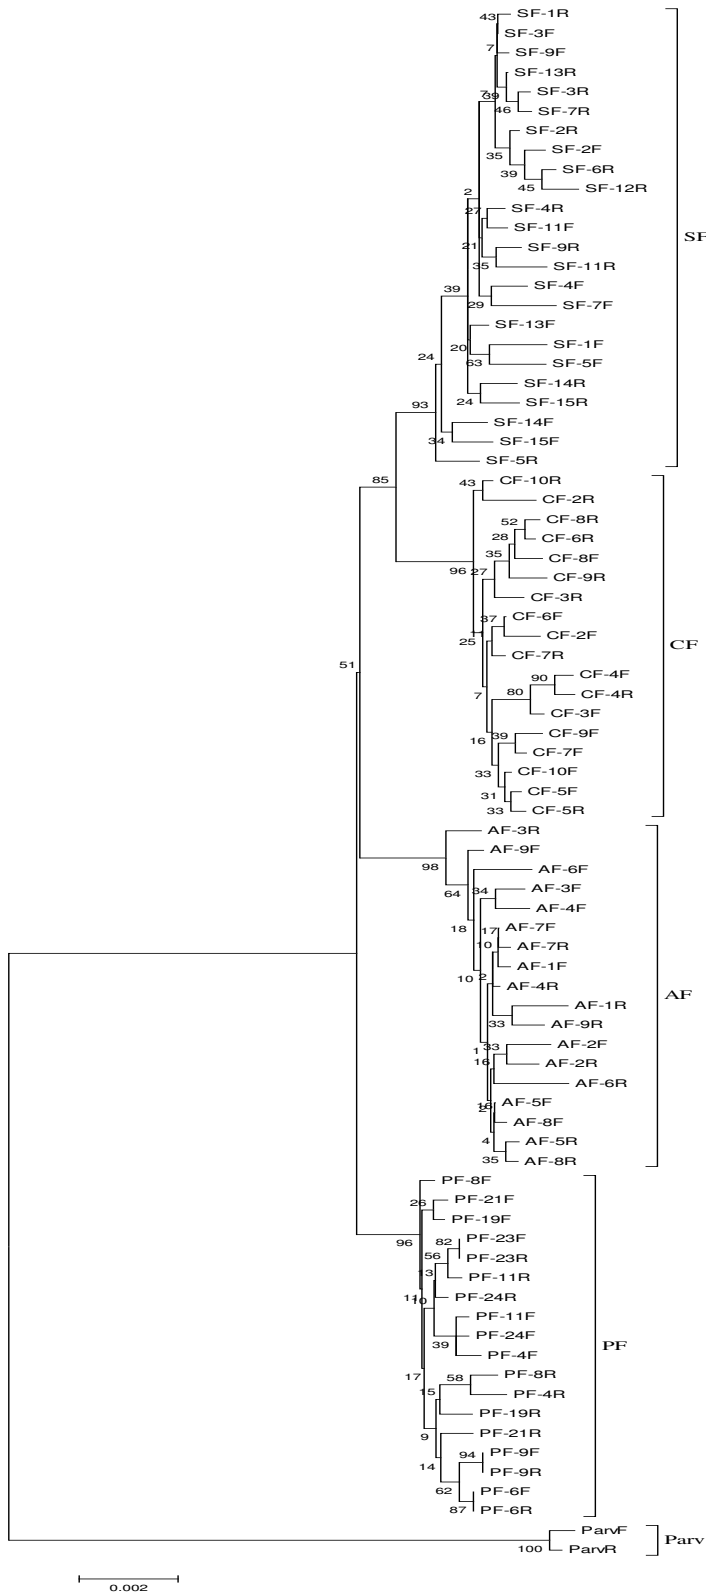 43 SF-1R
SF-3F
7 SF-9F
SF-13R
7 39 SF-3R
46 SF-7R
SF-2R
35 SF-2F
39 SF-6R
45 SF-12R
2
27 SF-4R
SF-11F
SF
21 SF-9R
35 SF-11R
39 SF-4F
29 SF-7F
SF-13F
20 SF-1F
24 63 SF-5F
SF-14R
24 SF-15R
93 SF-14F
34 SF-15F
SF-5R
85 43 CF-10R
CF-2R
52 CF-8R
28 CF-6R
35 CF-8F
96 27 CF-9R
CF-3R
37 CF-6F
25 11 CF-2F
CF-7R
CF
51 90 CF-4F
7 80 CF-4R
CF-3F
16 39 CF-9F
CF-7F
33 CF-10F
31 CF-5F
33 CF-5R
AF-3R
AF-9F
98 AF-6F
64 34 AF-3F
AF-4F
18 17 AF-7F
10 AF-7R
AF-1F
10 2 AF-4R
AF
AF-1R
33 AF-9R
1 33 AF-2F
16 AF-2R
AF-6R
16 AF-5F
2 AF-8F
4 AF-5R
35 AF-8R
PF-8F
26 PF-21F
PF-19F
96 82 PF-23F
56 PF-23R
13 PF-11R
11 10 PF-24R
PF-11F
PF-24F
39 PF-4F
PF
17 58 PF-8R
15 PF-4R
PF-19R
9 PF-21R
94 PF-9F
14 PF-9R
62 PF-6F
87 PF-6R
ParvF
Parv
100 ParvR
0.002